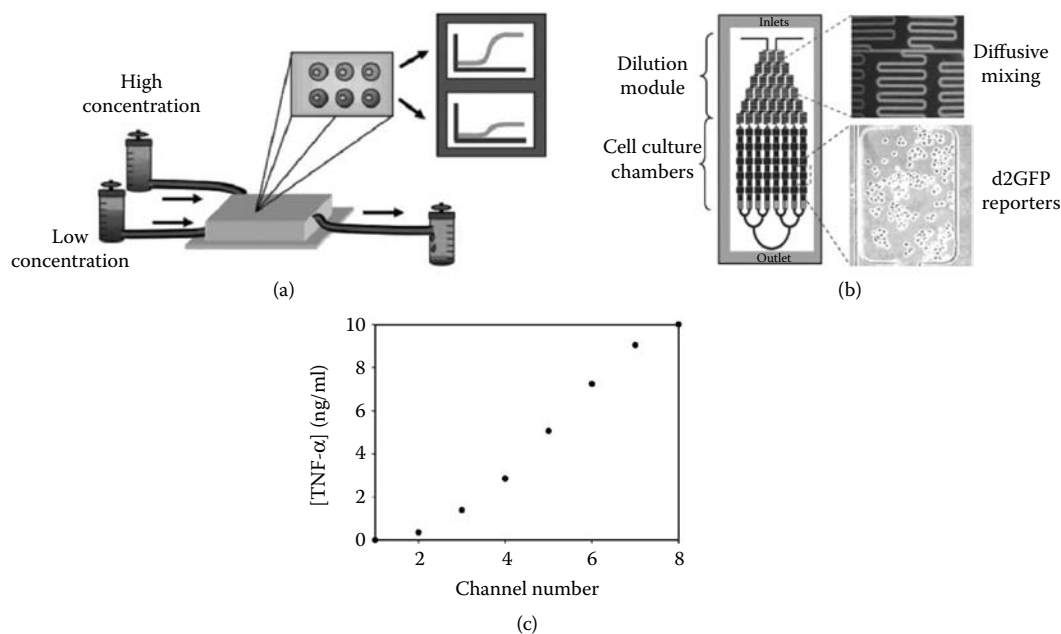 High
concentration
Low
concentration
(a)
Inlets
Dilution
module
Cell culture
chambers
Outlet
Diffusive
mixing
d2GFP
reporters
(b)
[TNF-α] (ng/ml)
10
8
6
4
2
0
2
4
6
8
Channel number
(c)